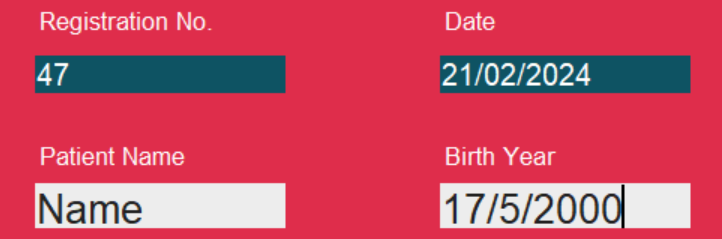 Registration No.
Date
47
21/02/2024
Patient Name
Birth Year
Name
17/5/2000